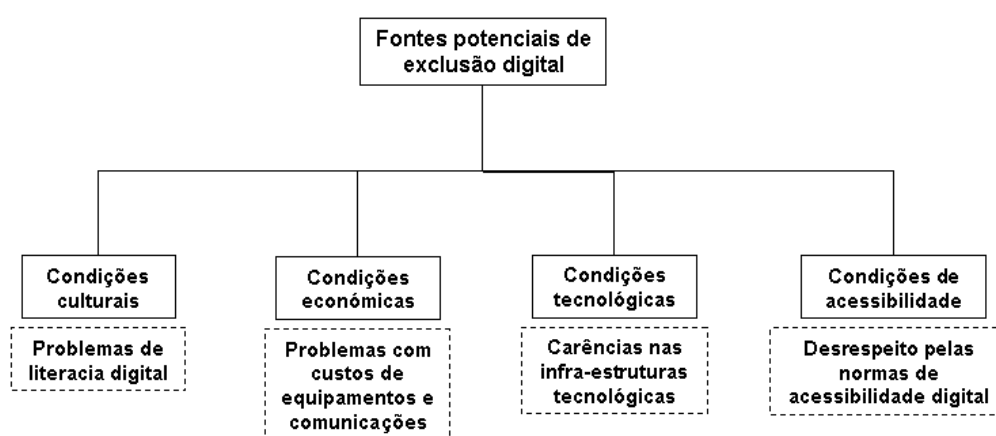 Fontes potenciais de
exclusão digital
Condições
culturais
Problemas de
literacia digital
Condições
económicas
Problemas com
custos de
equipamentos e
comunicações
Condições
tecnológicas
Carências nas
infra-estruturas
tecnológicas
Condições de
acessibilidade
Desrespeito pelas
normas de
acessibilidade digital